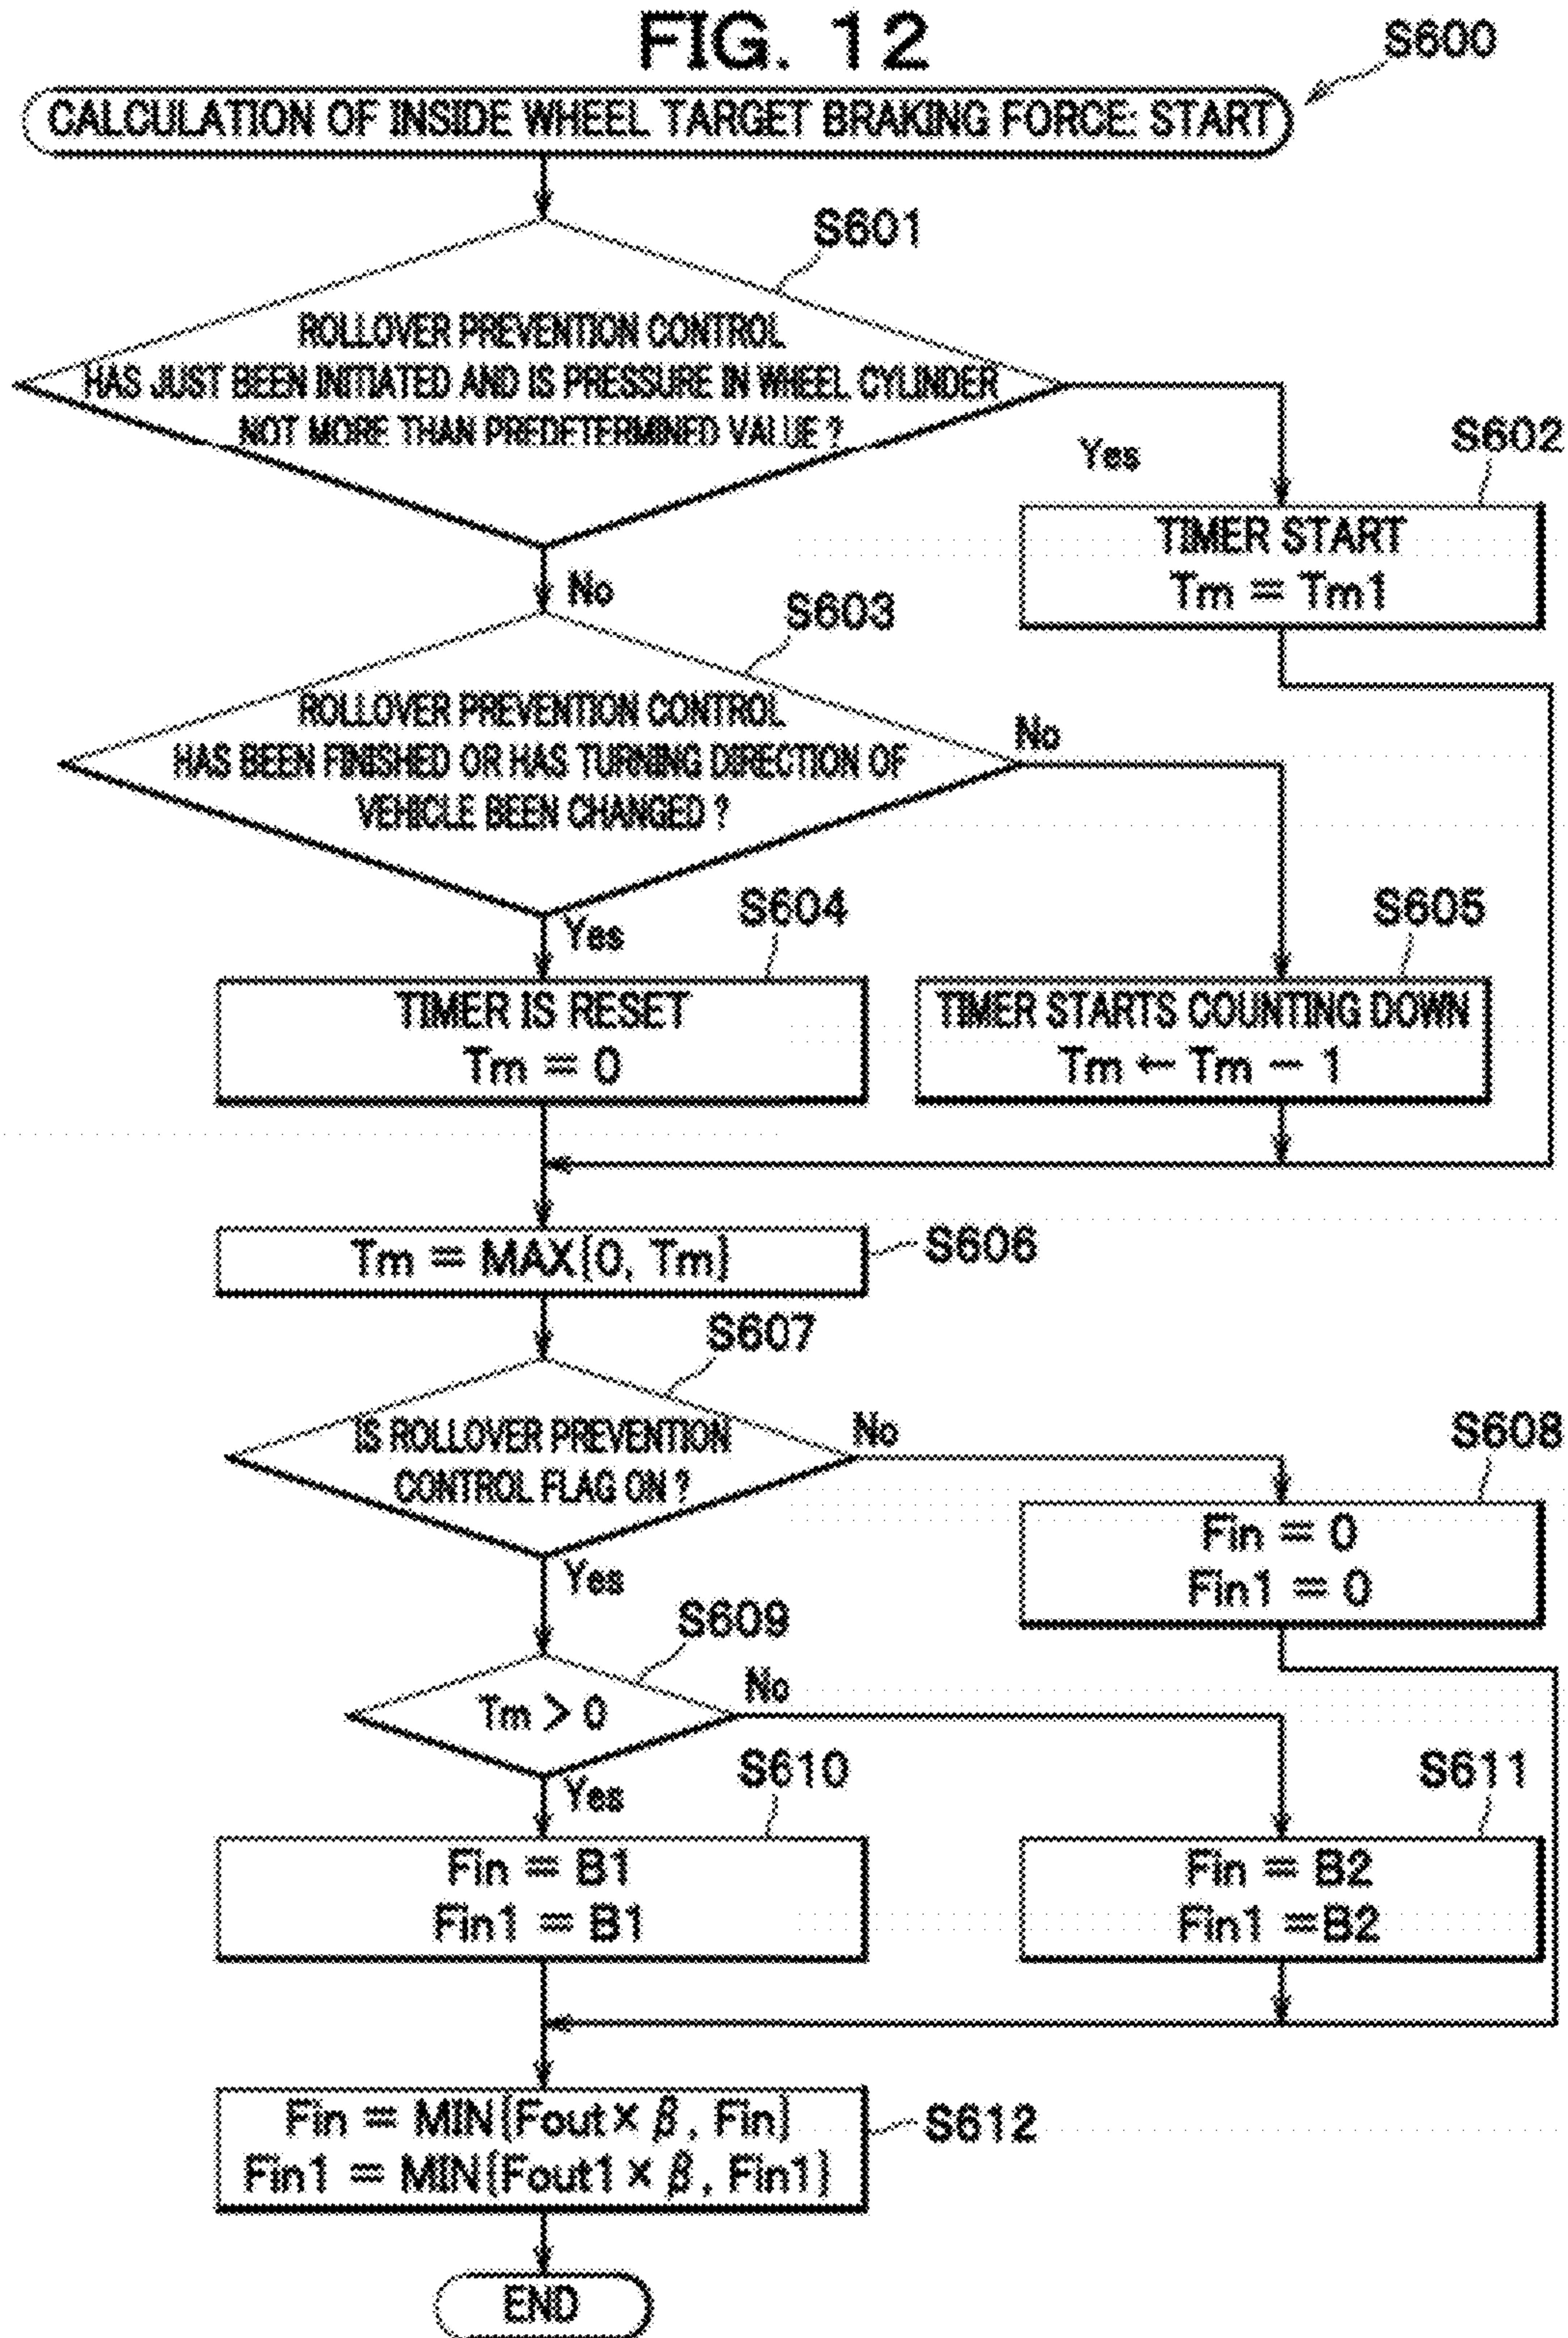 FIG. 12
S600
CALCULATION OF INSIDE WHEEL TARGET BRAKING FORCE: START
S601
ROLLOVER PREVENTION CONTROL
HAS JUST BEEN INITIATED AND IS PRESSURE IN WHEEL CYLINDER
NOT MORE THAN PREDETERMINED VALUE ?
Yes
S602
TIMER START
Tm = Tm1
No
S603
ROLLOVER PREVENTION CONTROL
HAS BEEN FINISHED OR HAS TURNING DIRECTION OF
VEHICLE BEEN CHANGED ?
No
Yes
S604
TIMER IS RESET
Tm = 0
S605
TIMER STARTS COUNTING DOWN
Tm ← Tm − 1
Tm = MAX{0, Tm}
S606
S607
IS ROLLOVER PREVENTION
CONTROL FLAG ON ?
No
S608
Fin = 0
Fin1 = 0
Yes
S609
Tm > 0
No
Yes
S610
Fin = B1
Fin1 = B1
S611
Fin = B2
Fin1 =B2
Fin = MIN{Fout× β, Fin}
Fin1 = MIN{Fout1 × β, Fin1}
S612
END